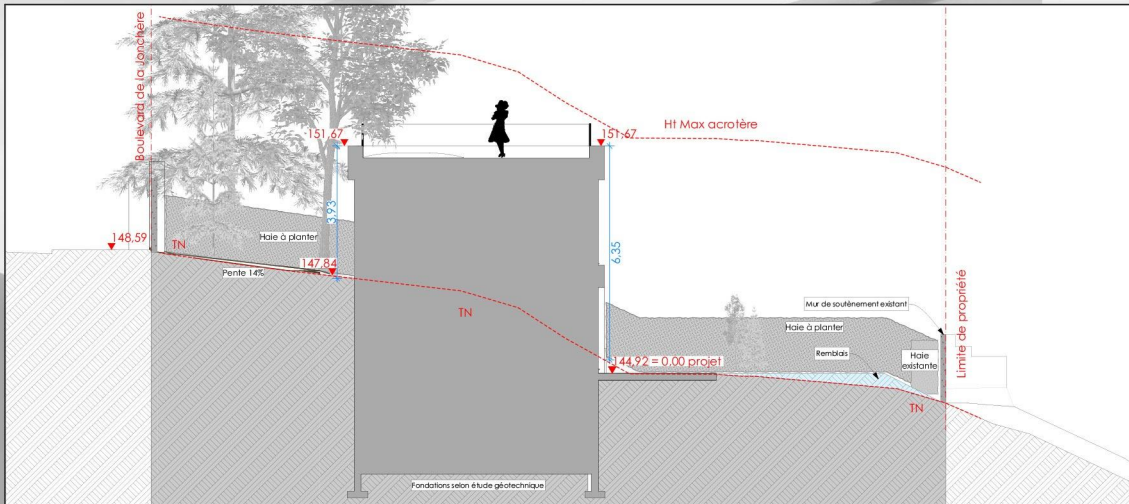 Boulevard de la Jonchère
Ht Max acrotère
151,67
151,67
3,93
6,35
148,59
TN
Haie à planter
Pente 14%
147,84
TN
Mur de soutènement existant
Haie à planter
Limite de propriété
Remblais
Haie
existante
144,92 = 0,00 projet
TN
Fondations selon étude géotechnique